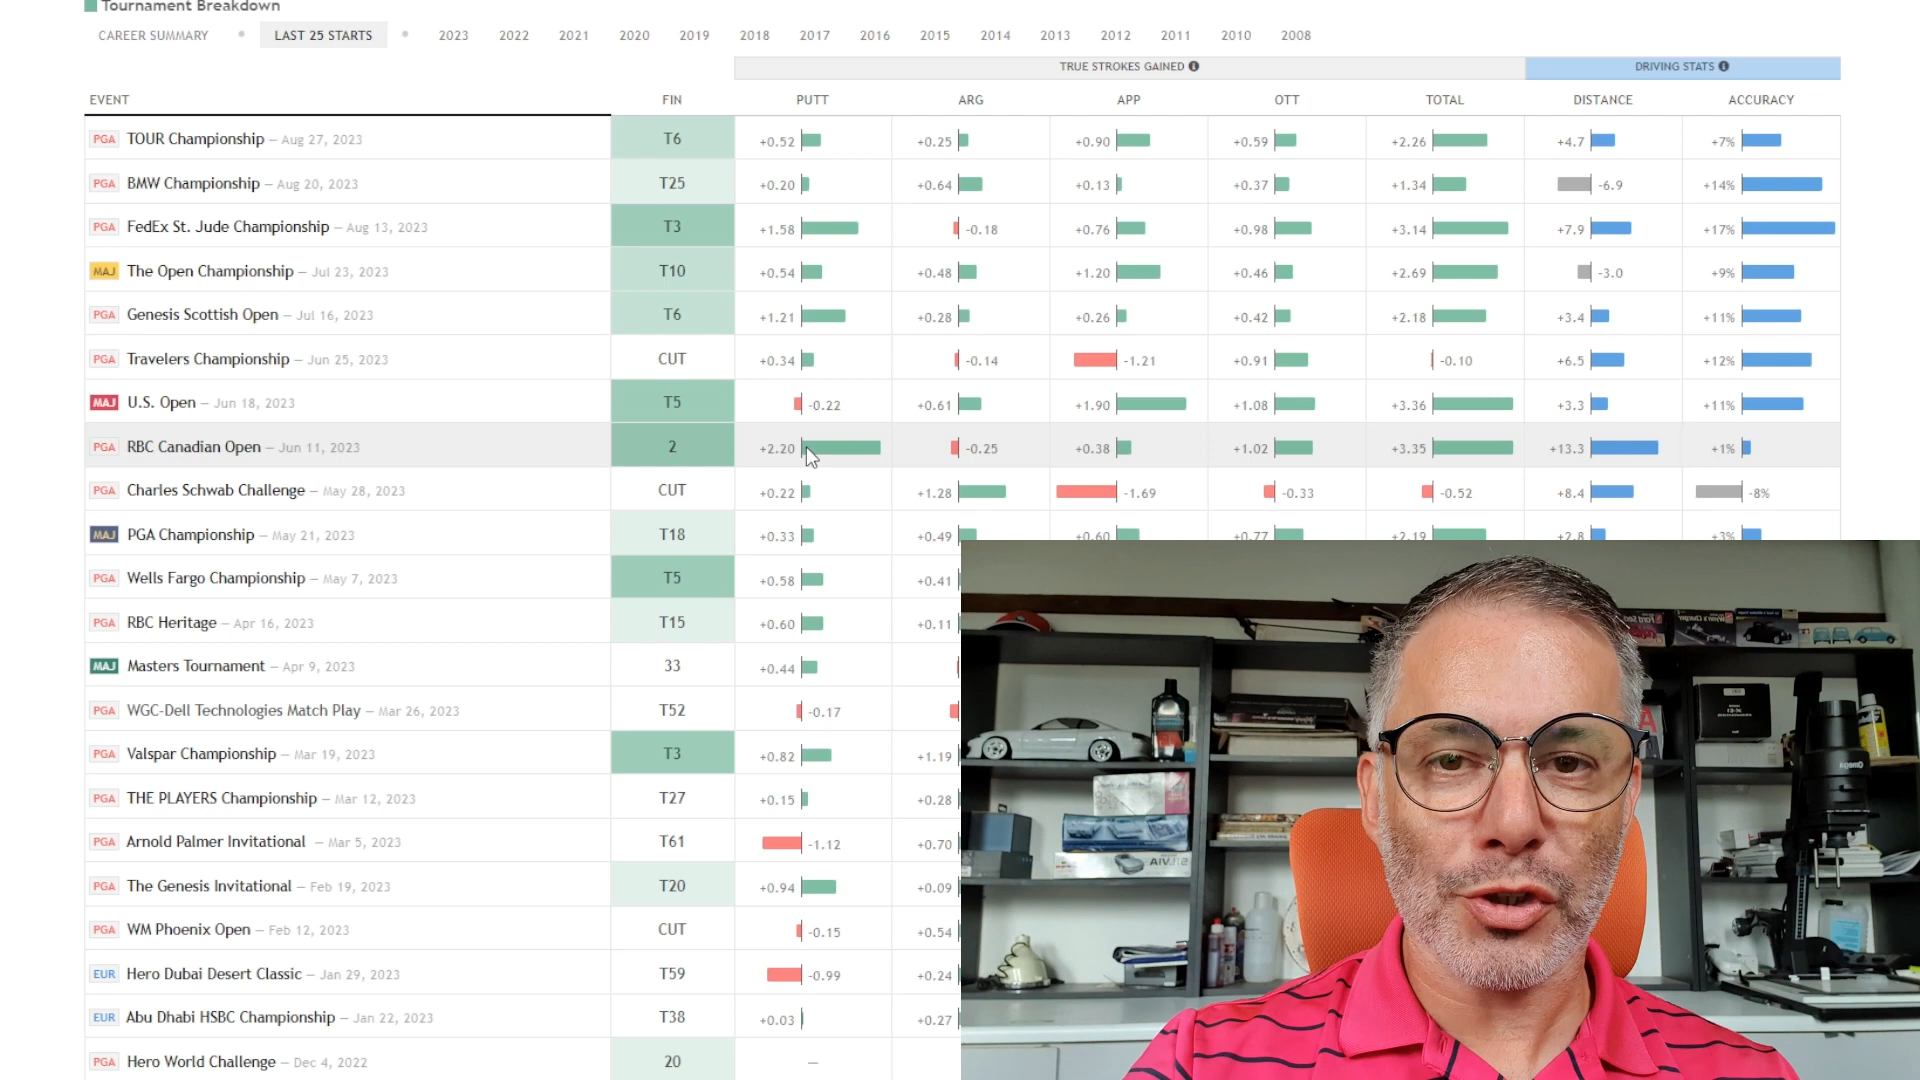 Tournament Breakdown
CAREER SUMMARY LAST 25 STARTS 2023 2022 2021 2020 2019 2018 2017 2016 2015 2014 2013 2012 2011 2010 2008
TRUE STROKES GAINED DRIVING STATS
EVENT FIN PUTT ARG APP OTT TOTAL DISTANCE ACCURACY
PGA TOUR Championship – Aug 27, 2023 T6 +0.52 +0.25 +0.90 +0.59 +2.26 +4.7 +7%
PGA BMW Championship – Aug 20, 2023 T25 +0.20 +0.64 +0.13 +0.37 +1.34 -6.9 +14%
PGA FedEx St. Jude Championship – Aug 13, 2023 T3 +1.58 -0.18 +0.76 +0.98 +3.14 +7.9 +17%
MAJ The Open Championship – Jul 23, 2023 T10 +0.54 +0.48 +1.20 +0.46 +2.69 -3.0 +9%
PGA Genesis Scottish Open – Jul 16, 2023 T6 +1.21 +0.28 +0.26 +0.42 +2.18 +3.4 +11%
PGA Travelers Championship – Jun 25, 2023 CUT +0.34 -0.14 -1.21 +0.91 -0.10 +6.5 +12%
MAJ U.S. Open – Jun 18, 2023 T5 -0.22 +0.61 +1.90 +1.08 +3.36 +3.3 +11%
PGA RBC Canadian Open – Jun 11, 2023 2 +2.20 -0.25 +0.38 +1.02 +3.35 +13.3 +1%
PGA Charles Schwab Challenge – May 28, 2023 CUT +0.22 +1.28 -1.69 -0.33 -0.52 +8.4 -8%
MAJ PGA Championship – May 21, 2023 T18 +0.33 +0.49 +0.60 +0.77 +2.19 +2.8 +3%
PGA Wells Fargo Championship – May 7, 2023 T5 +0.58 +0.41
PGA RBC Heritage – Apr 16, 2023 T15 +0.60 +0.11
MAJ Masters Tournament – Apr 9, 2023 33 +0.44
PGA WGC-Dell Technologies Match Play – Mar 26, 2023 T52 -0.17
PGA Valspar Championship – Mar 19, 2023 T3 +0.82 +1.19
PGA THE PLAYERS Championship – Mar 12, 2023 T27 +0.15 +0.28
PGA Arnold Palmer Invitational – Mar 5, 2023 T61 -1.12 +0.70
PGA The Genesis Invitational – Feb 19, 2023 T20 +0.94 +0.09
PGA WM Phoenix Open – Feb 12, 2023 CUT -0.15 +0.54
EUR Hero Dubai Desert Classic – Jan 29, 2023 T59 -0.99 +0.24
EUR Abu Dhabi HSBC Championship – Jan 22, 2023 T38 +0.03 +0.27
PGA Hero World Challenge – Dec 4, 2022 20 –
Omega
SILVIA